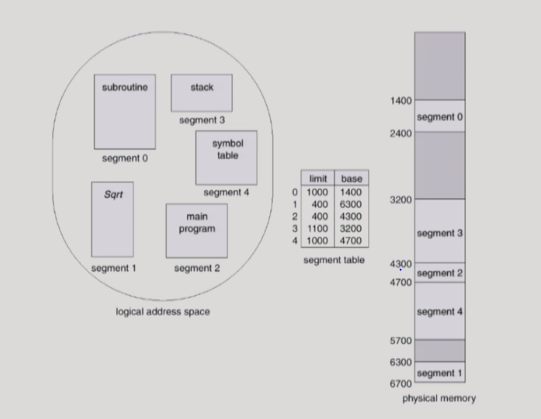 subroutine
segment 0
stack
segment 3
symbol
table
segment 4
Sqrt
segment 1
main
program
segment 2
logical address space
limit base
0 1000 1400
1 400 6300
2 400 4300
3 1100 3200
4 1000 4700
segment table
1400
segment 0
2400
3200
segment 3
4300
segment 2
4700
segment 4
5700
6300
segment 1
6700
physical memory